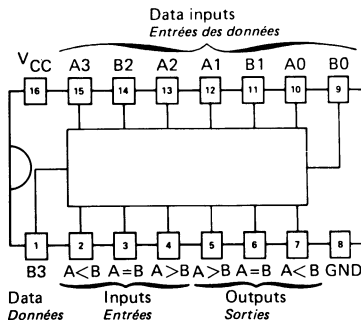 Data inputs
Entrées des données
VCC A3 B2 A2 A1 B1 A0 B0
16 15 14 13 12 11 10 9
1 2 3 4 5 6 7 8
B3 A<B A=B A>B A>B A=B A<B GND
Data Inputs Outputs
Données Entrées Sorties